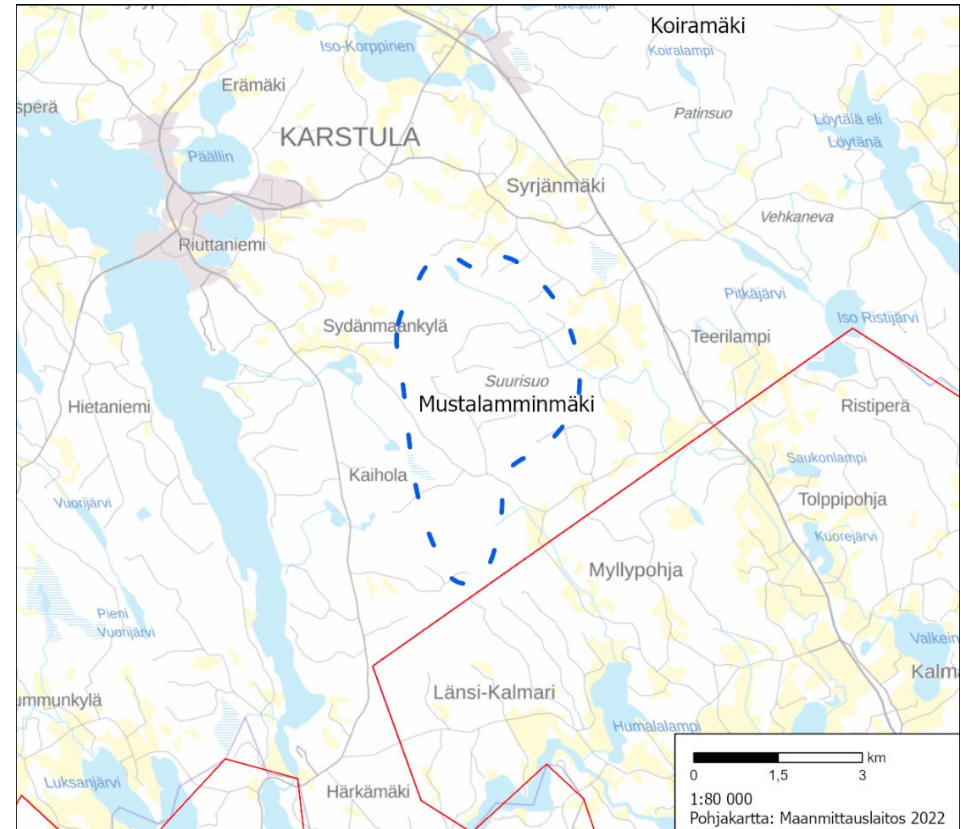 Koiramäki
Iso-Korppinen
Koiralampi
Erämäki
sperä
Patinsuo
Löytälä eli
Löytänä
KARSTULA
Päällin
Syrjänmäki
Vehkaneva
Riuttaniemi
Pitkäjärvi
Iso Ristijärvi
Sydänmaankylä
Teerilampi
Suurisuo
Mustalamminmäki
Hietaniemi
Ristiperä
Saukonlampi
Kaihola
Tolppipohja
Vuorijärvi
Kuorejärvi
Myllypohja
Pieni
Vuorijärvi
Valkein
Kalma
Länsi-Kalmari
mmunkylä
Humalalampi
Luksanjärvi
Härkämäki
km
0 1,5 3
1:80 000
Pohjakartta: Maanmittauslaitos 2022